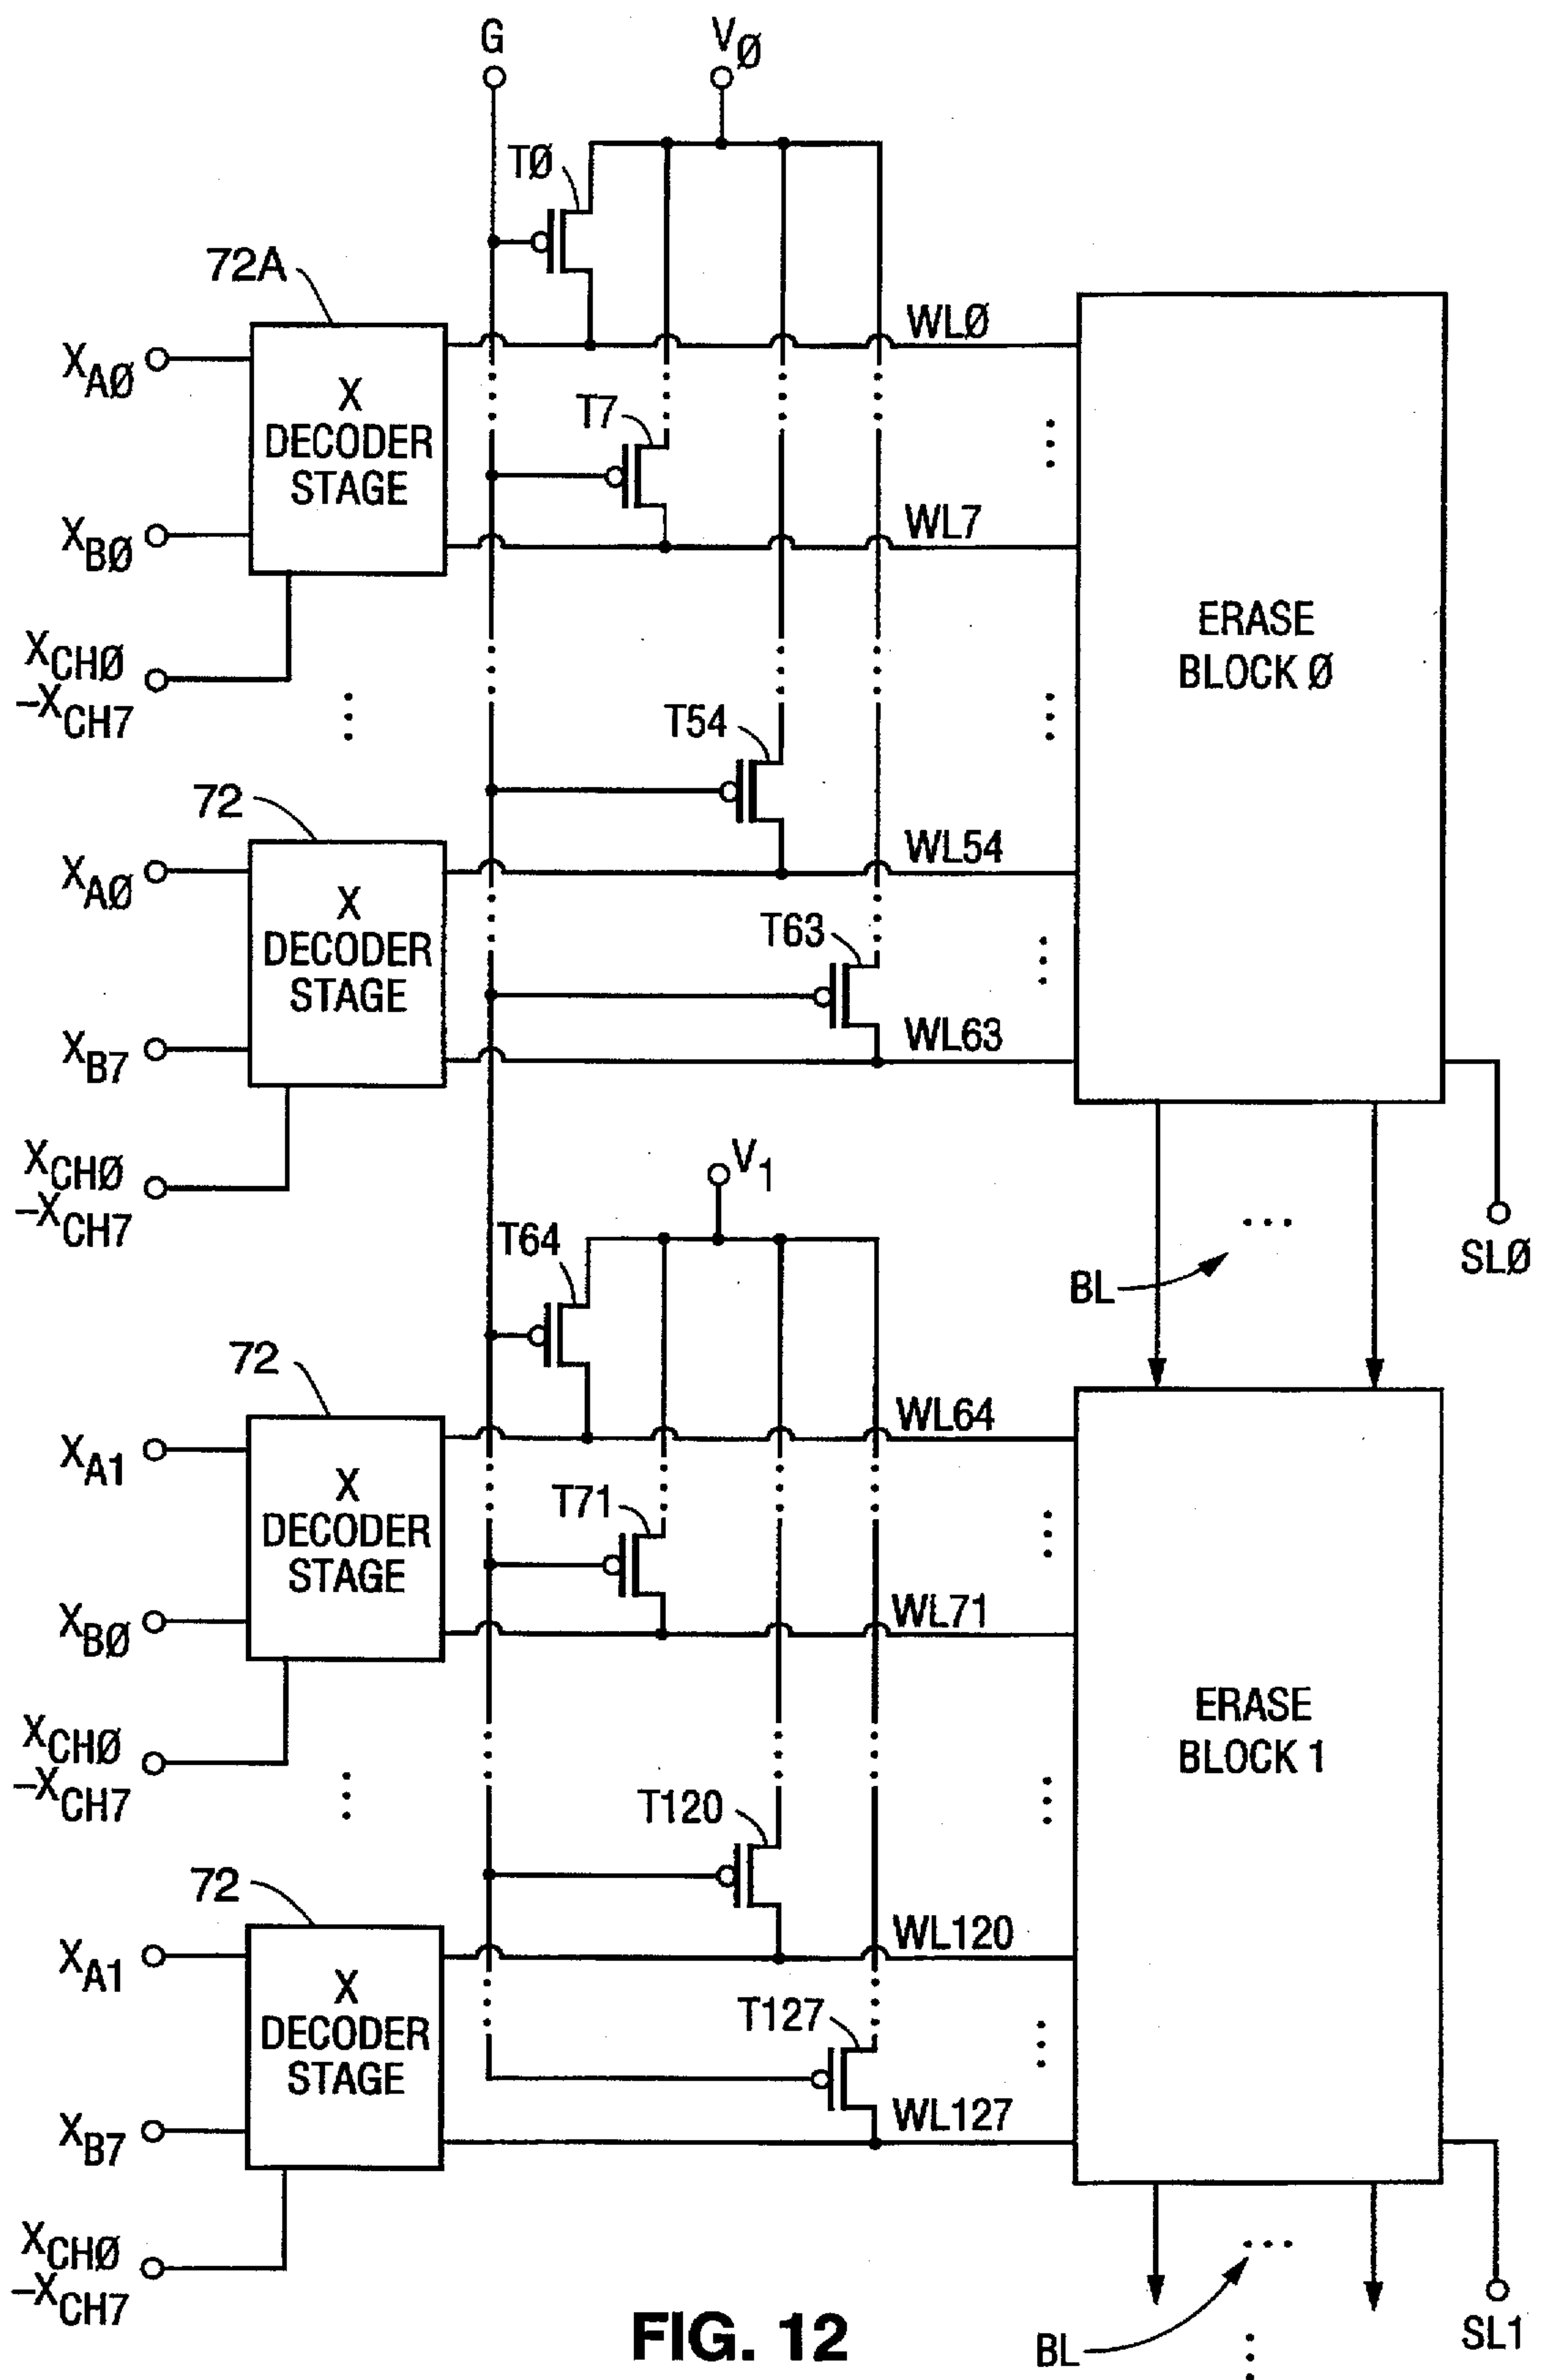 G
VØ
TØ
72A
XAØ
X
DECODER
STAGE
WLØ
T7
XBØ
WL7
XCHØ
–XCH7
ERASE
BLOCK Ø
T54
72
XAØ
X
DECODER
STAGE
WL54
T63
XB7
WL63
XCHØ
–XCH7
V1
T64
BL
SLØ
72
XA1
X
DECODER
STAGE
WL64
T71
XBØ
WL71
XCHØ
–XCH7
ERASE
BLOCK 1
T120
72
XA1
X
DECODER
STAGE
WL120
T127
XB7
WL127
XCHØ
–XCH7
BL
SL1
FIG. 12